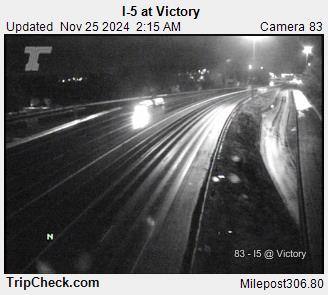 I-5 at Victory
Updated  Nov 25 2024  2:15 AM
Camera 83
T
N
83 - I5 @ Victory
TripCheck.com
Milepost306.80